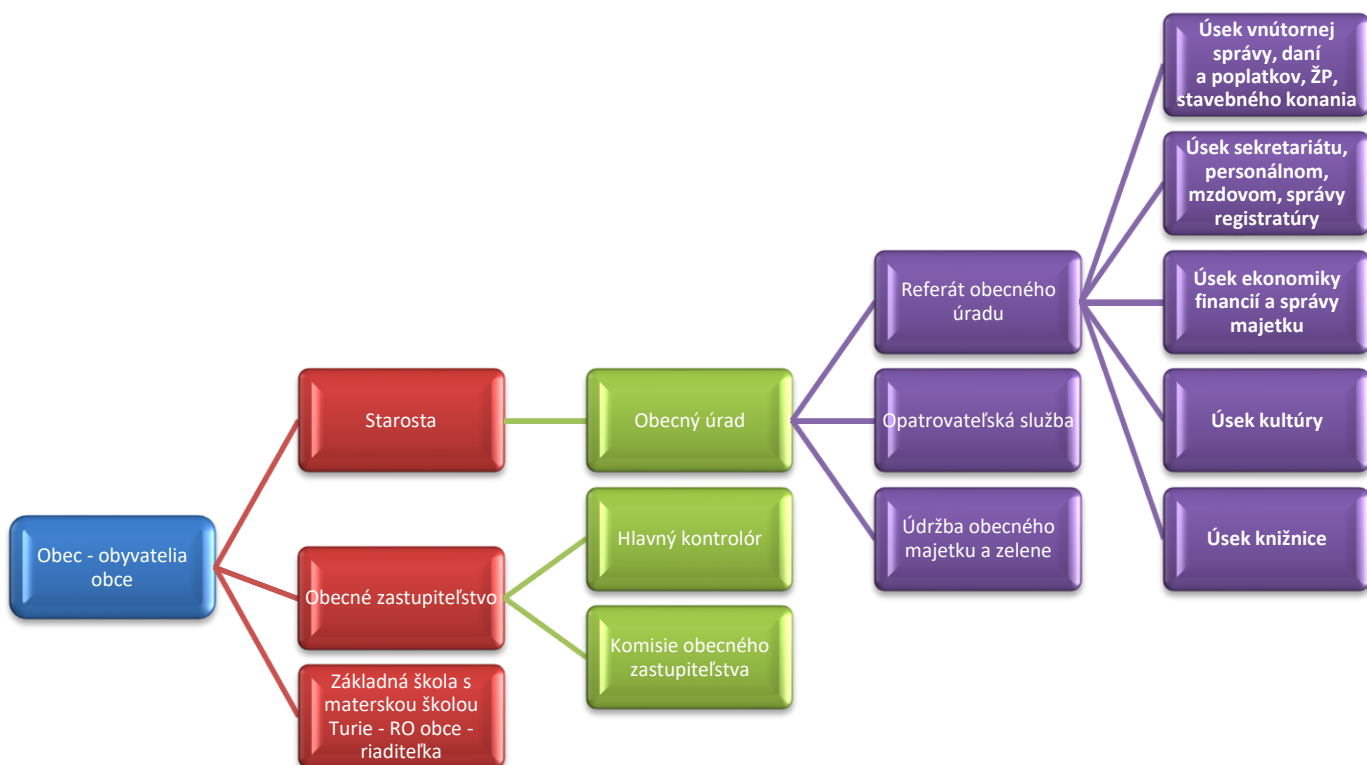 Obec - obyvatelia
obce
Starosta
Obecné zastupiteľstvo
Základná škola s
materskou školou
Turie - RO obce -
riaditeľka
Obecný úrad
Hlavný kontrolór
Komisie obecného
zastupiteľstva
Referát obecného
úradu
Opatrovateľská služba
Údržba obecného
majetku a zelene
Úsek vnútornej
správy, daní
a poplatkov, ŽP,
stavebného konania
Úsek sekretariátu,
personálnom,
mzdovom, správy
registratúry
Úsek ekonomiky
financií a správy
majetku
Úsek kultúry
Úsek knižnice